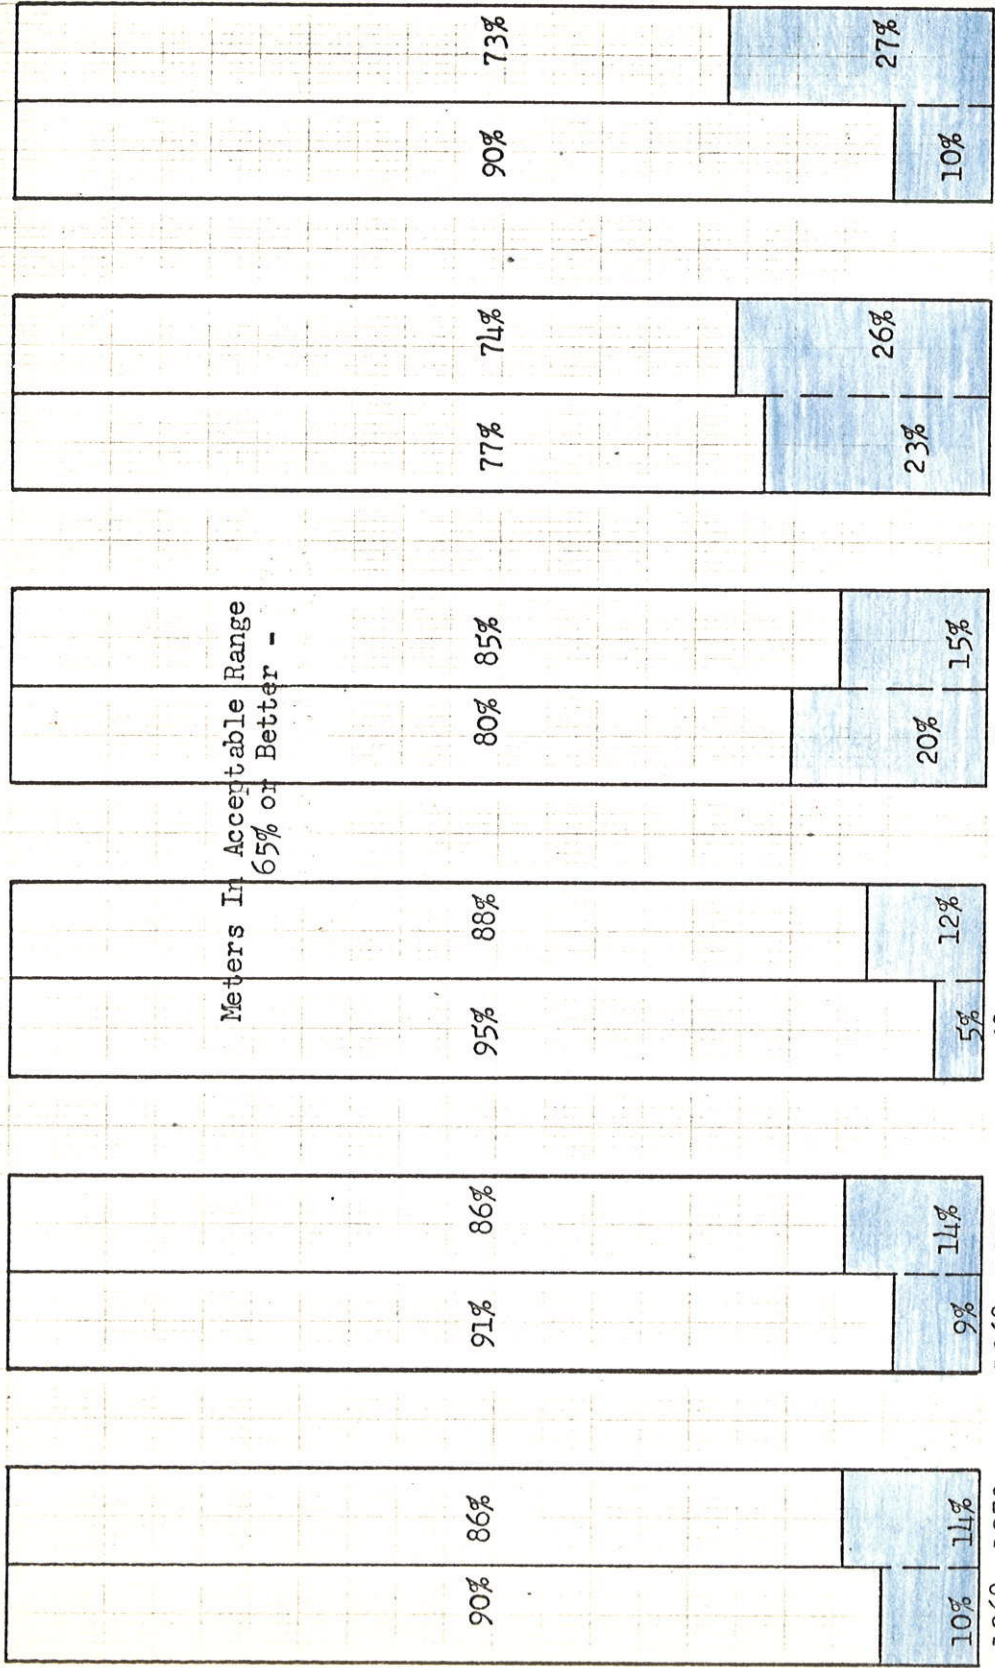 Meters In Acceptable Range
65% or Better -
90% 86% 91% 86% 95% 88% 80% 85% 77% 74% 90% 73%
10% 14% 9% 14% 5% 12% 20% 15% 23% 26% 10% 27%